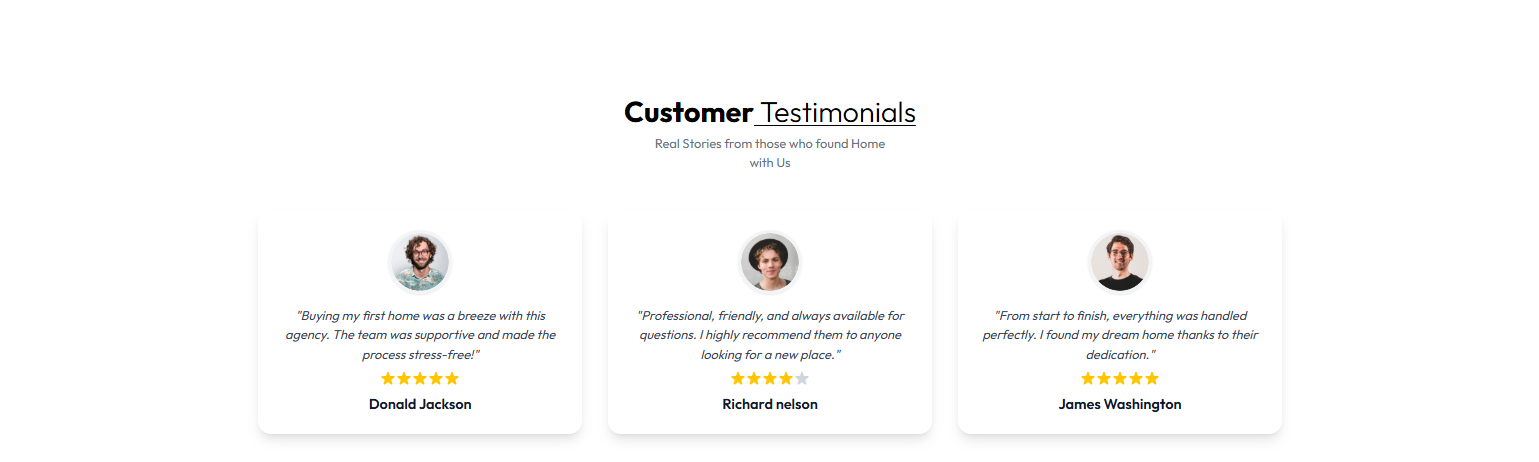 Customer Testimonials
Real Stories from those who found Home
with Us
"Buying my first home was a breeze with this
agency. The team was supportive and made the
process stress-free!"
Donald Jackson
"Professional, friendly, and always available for
questions. I highly recommend them to anyone
looking for a new place."
Richard nelson
"From start to finish, everything was handled
perfectly. I found my dream home thanks to their
dedication."
James Washington